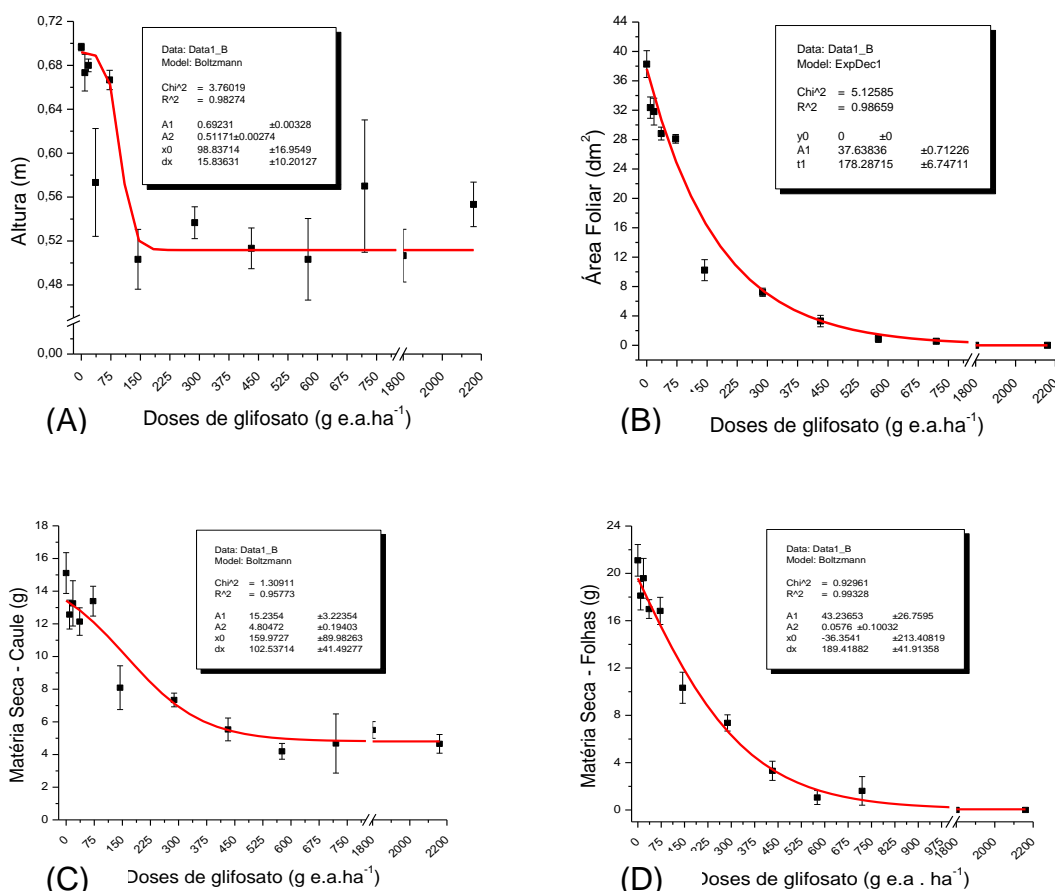 Altura (m)
0,72
0,68
0,64
0,60
0,56
0,52
0,48
0,00
Data: Data1_B
Model: Boltzmann
Chi^2 = 3.76019
R^2 = 0.98274
A1 0.69231 ±0.00328
A2 0.51171±0.00274
x0 98.83714 ±16.9549
dx 15.83631 ±10.20127
0 75 150 225 300 375 450 525 600 675 750 1800 2000 2200
(A)
Doses de glifosato (g e.a.ha-1)
Área Foliar (dm2)
44
40
36
32
28
24
20
16
12
8
4
0
Data: Data1_B
Model: ExpDec1
Chi^2 = 5.12585
R^2 = 0.98659
y0 0 ±0
A1 37.63836 ±0.71226
t1 178.28715 ±6.74711
0 75 150 225 300 375 450 525 600 675 750 1800 2000 2200
(B)
Doses de glifosato (g e.a.ha-1)
Matéria Seca - Caule (g)
18
16
14
12
10
8
6
4
2
0
Data: Data1_B
Model: Boltzmann
Chi^2 = 1.30911
R^2 = 0.95773
A1 15.2354 ±3.22354
A2 4.80472 ±0.19403
x0 159.9727 ±89.98263
dx 102.53714 ±41.49277
0 75 150 225 300 375 450 525 600 675 750 1800 2000 2200
(C)
Doses de glifosato (g e.a.ha-1)
Matéria Seca - Folhas (g)
24
20
16
12
8
4
0
Data: Data1_B
Model: Boltzmann
Chi^2 = 0.92961
R^2 = 0.99328
A1 43.23653 ±26.7595
A2 0.0576 ±0.10032
x0 -36.3541 ±213.40819
dx 189.41882 ±41.91358
0 75 150 225 300 375 450 525 600 675 750 825 900 975 1800 2000 2200
(D)
Doses de glifosato (g e.a . ha-1)